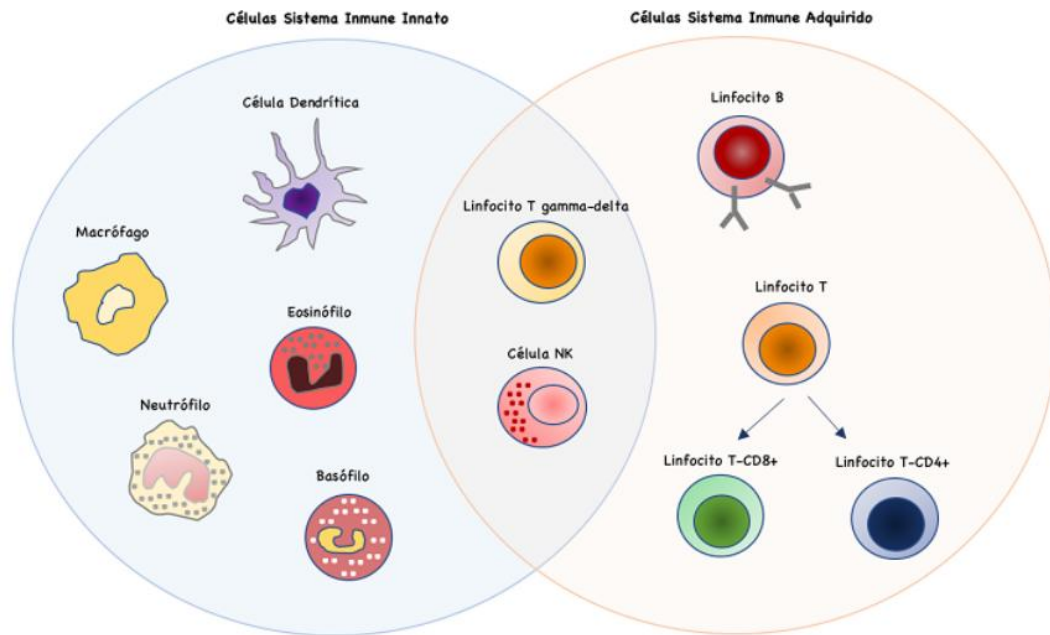 Células Sistema Inmune Innato
Células Sistema Inmune Adquirido
Célula Dendrítica
Linfocito B
Linfocito T gamma-delta
Macrófago
Linfocito T
Eosinófilo
Célula NK
Neutrófilo
Linfocito T-CD8+
Linfocito T-CD4+
Basófilo